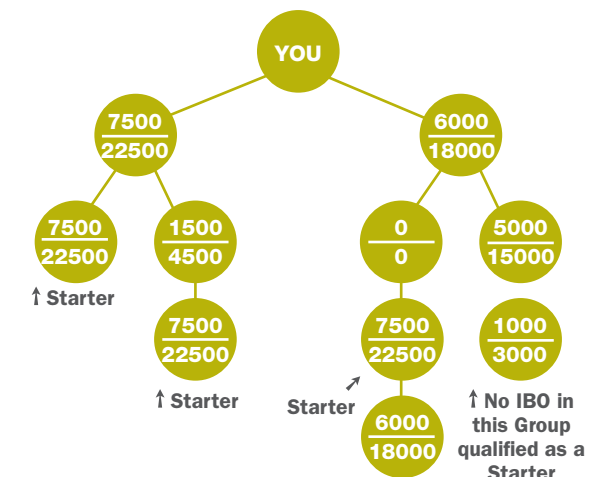 YOU
7500
22500
6000
18000
7500
22500
1500
4500
0
0
5000
15000
↑ Starter
7500
22500
7500
22500
1000
3000
↑ Starter
Starter
↗
6000
18000
↑ No IBO in
this Group
qualified as a
Starter